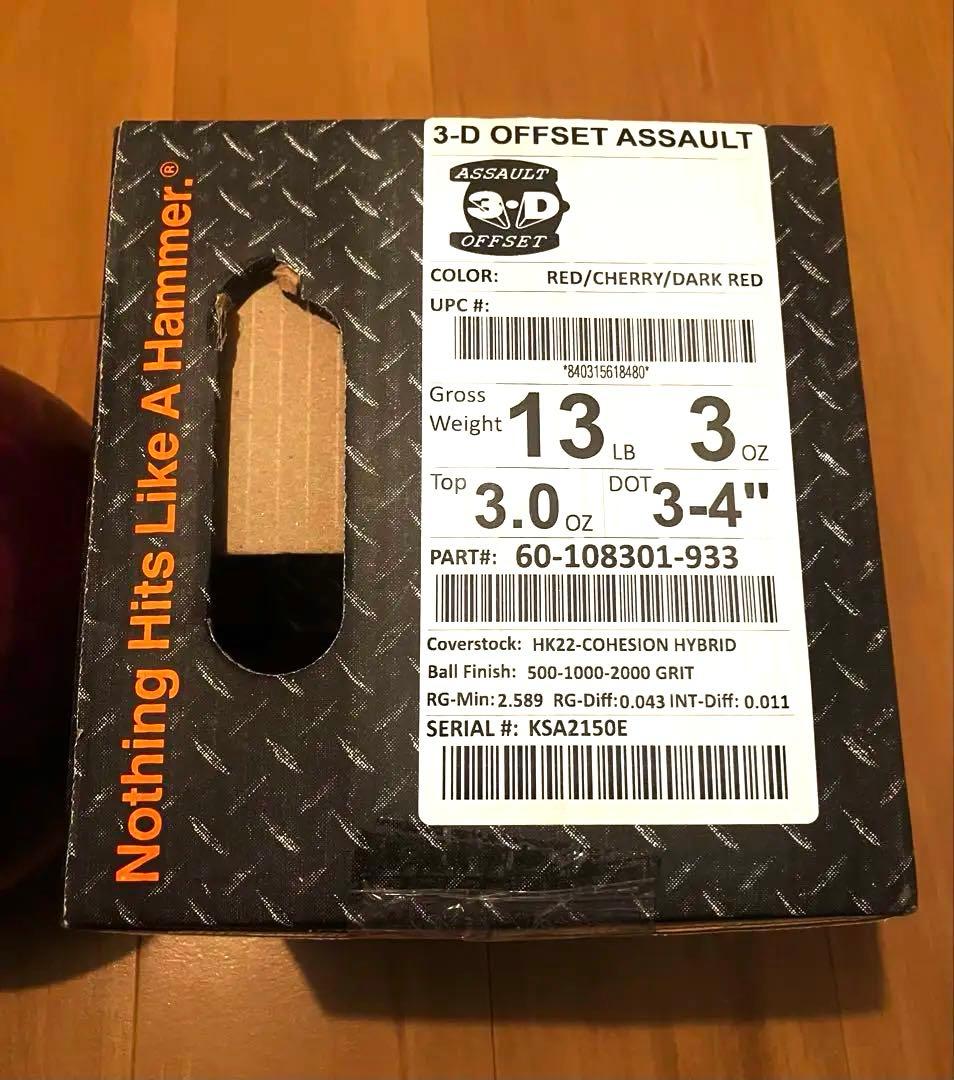 Nothing Hits Like A Hammer.®
3-D OFFSET ASSAULT
ASSAULT
3-D
OFFSET
COLOR: RED/CHERRY/DARK RED
UPC #:
*840315618480*
Gross Weight 13 LB 3 OZ
Top 3.0 OZ DOT 3-4"
PART#: 60-108301-933
Coverstock: HK22-COHESION HYBRID
Ball Finish: 500-1000-2000 GRIT
RG-Min: 2.589 RG-Diff: 0.043 INT-Diff: 0.011
SERIAL #: KSA2150E